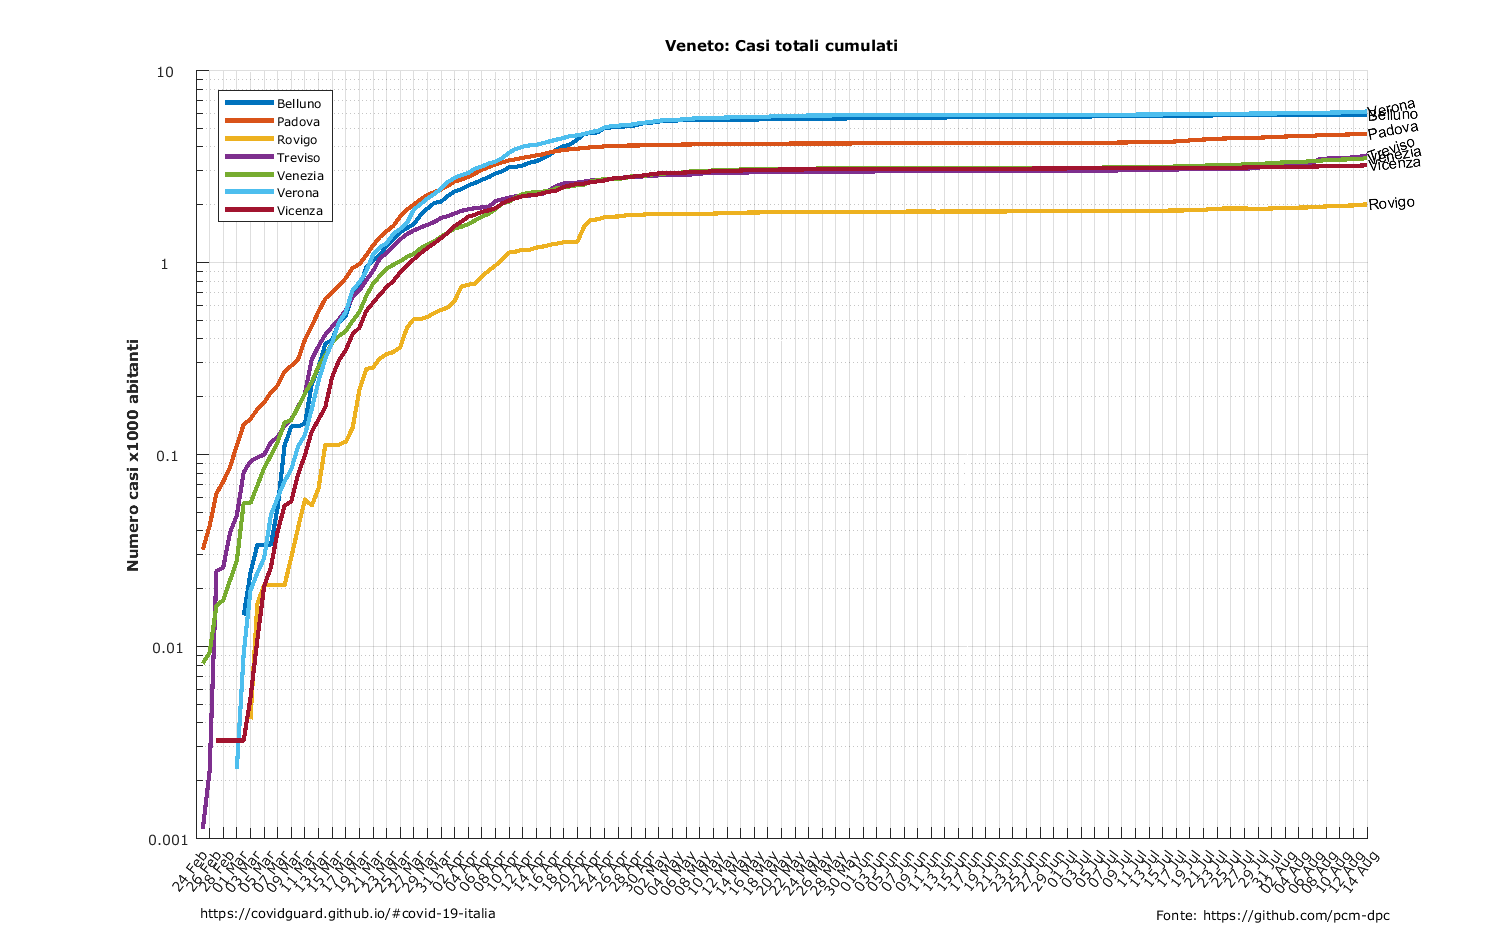 Veneto: Casi totali cumulati
10
1
0.1
0.01
0.001
Numero casi x1000 abitanti
Belluno
Padova
Rovigo
Treviso
Venezia
Verona
Vicenza
Verona
Belluno
Padova
Treviso
Venezia
Vicenza
Rovigo
24 Feb
26 Feb
28 Feb
01 Mar
03 Mar
05 Mar
07 Mar
09 Mar
11 Mar
13 Mar
15 Mar
17 Mar
19 Mar
21 Mar
23 Mar
25 Mar
27 Mar
29 Mar
31 Mar
02 Apr
04 Apr
06 Apr
08 Apr
10 Apr
12 Apr
14 Apr
16 Apr
18 Apr
20 Apr
22 Apr
24 Apr
26 Apr
28 Apr
30 Apr
02 May
04 May
06 May
08 May
10 May
12 May
14 May
16 May
18 May
20 May
22 May
24 May
26 May
28 May
30 May
01 Jun
03 Jun
05 Jun
07 Jun
09 Jun
11 Jun
13 Jun
15 Jun
17 Jun
19 Jun
21 Jun
23 Jun
25 Jun
27 Jun
29 Jun
01 Jul
03 Jul
05 Jul
07 Jul
09 Jul
11 Jul
13 Jul
15 Jul
17 Jul
19 Jul
21 Jul
23 Jul
25 Jul
27 Jul
29 Jul
31 Jul
02 Aug
04 Aug
06 Aug
08 Aug
10 Aug
12 Aug
14 Aug
https://covidguard.github.io/#covid-19-italia
Fonte: https://github.com/pcm-dpc